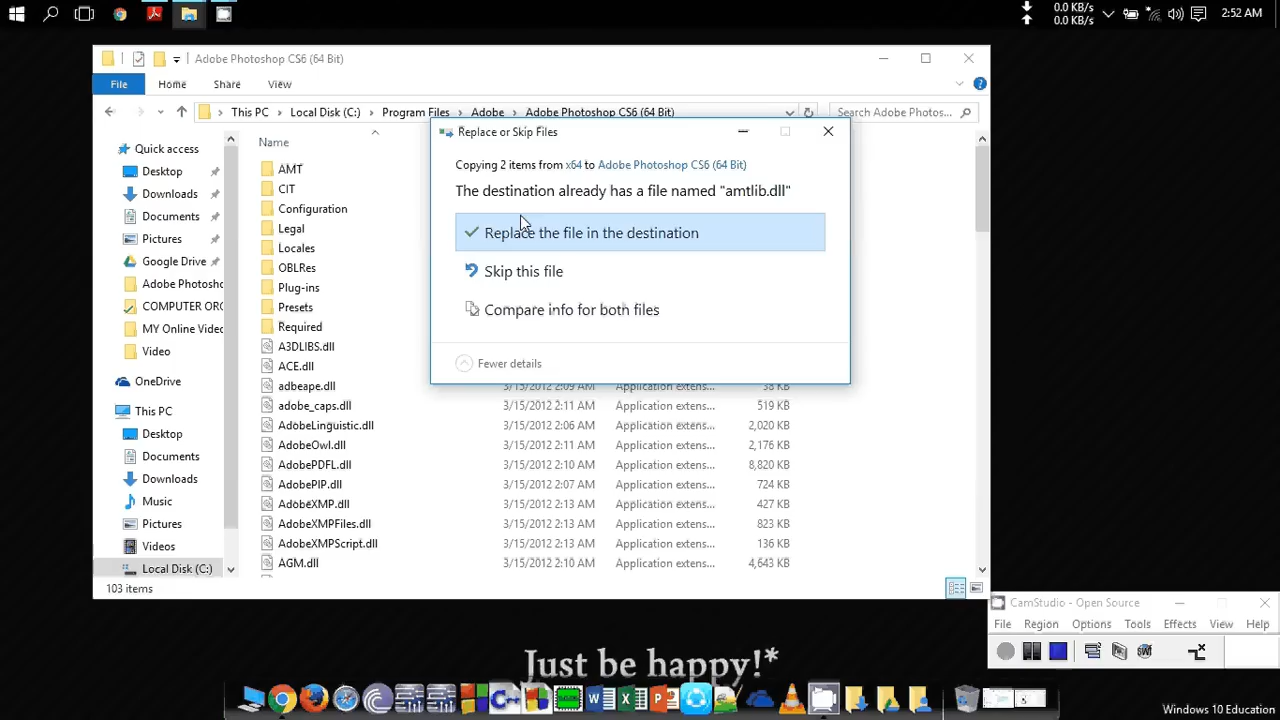 0.0 KB/s
0.0 KB/s
2:52 AM
Adobe Photoshop CS6 (64 Bit)
File Home Share View
This PC Local Disk (C:) Program Files Adobe Adobe Photoshop CS6 (64 Bit)
Search Adobe Photos...
Quick access
Desktop
Downloads
Documents
Pictures
Google Drive
Adobe Photosho
COMPUTER ORG
MY Online Video
Video
OneDrive
This PC
Desktop
Documents
Downloads
Music
Pictures
Videos
Local Disk (C:)
Name
AMT
CIT
Configuration
Legal
Locales
OBLRes
Plug-ins
Presets
Required
A3DLIBS.dll
ACE.dll
adbeape.dll 3/15/2012 2:09 AM Application extens... 38 KB
adobe_caps.dll 3/15/2012 2:11 AM Application extens... 519 KB
AdobeLinguistic.dll 3/15/2012 2:06 AM Application extens... 2,020 KB
AdobeOwl.dll 3/15/2012 2:11 AM Application extens... 2,176 KB
AdobePDFL.dll 3/15/2012 2:10 AM Application extens... 8,820 KB
AdobePIP.dll 3/15/2012 2:07 AM Application extens... 724 KB
AdobeXMP.dll 3/15/2012 2:13 AM Application extens... 427 KB
AdobeXMPFiles.dll 3/15/2012 2:13 AM Application extens... 823 KB
AdobeXMPScript.dll 3/15/2012 2:13 AM Application extens... 136 KB
AGM.dll 3/15/2012 2:10 AM Application extens... 4,643 KB
103 items
Replace or Skip Files
Copying 2 items from x64 to Adobe Photoshop CS6 (64 Bit)
The destination already has a file named "amtlib.dll"
Replace the file in the destination
Skip this file
Compare info for both files
Fewer details
CamStudio - Open Source
File Region Options Tools Effects View Help
Just be happy!*
Windows 10 Education